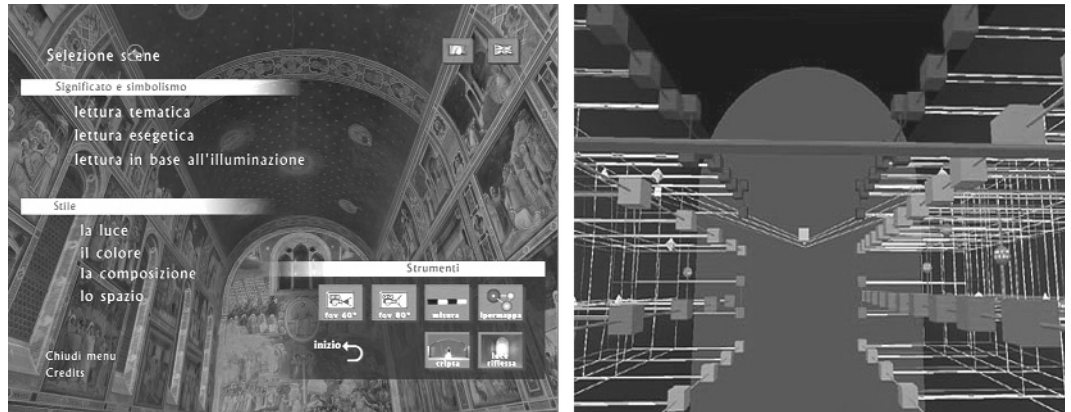 Selezione scene
Significato e simbolismo
lettura tematica
lettura esegetica
lettura in base all'illuminazione
Stile
la luce
il colore
la composizione
lo spazio
Strumenti
fov 40°
fov 80°
misura
ipermappa
inizio
cripta
luce riflessa
Chiudi menu
Credits